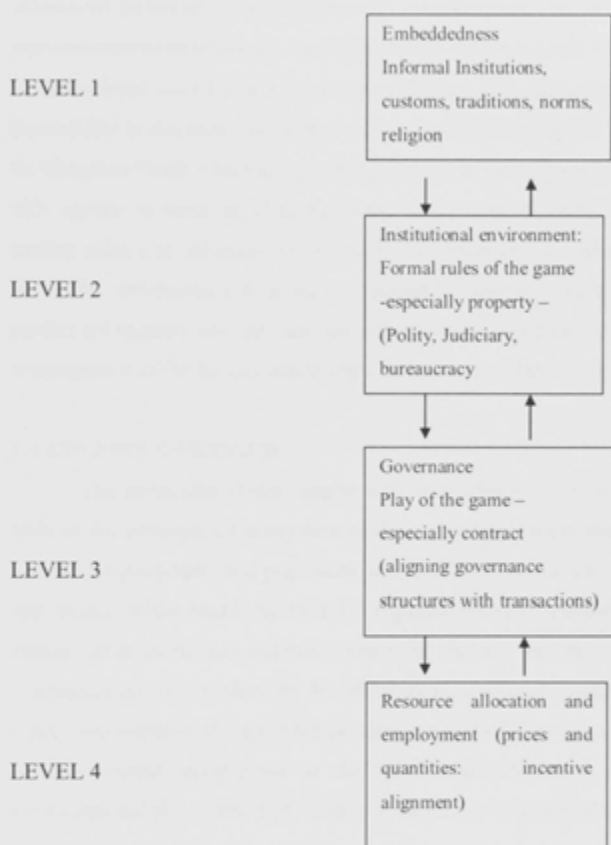 Embeddedness
Informal Institutions,
LEVEL 1
customs, traditions, norms,
religion
Institutional environment:
Formal rules of the game
LEVEL 2
-especially property –
(Polity, Judiciary,
bureaucracy
Governance
Play of the game –
especially contract
LEVEL 3
(aligning governance
structures with transactions)
Resource allocation and
employment (prices and
LEVEL 4
quantities: incentive
alignment)